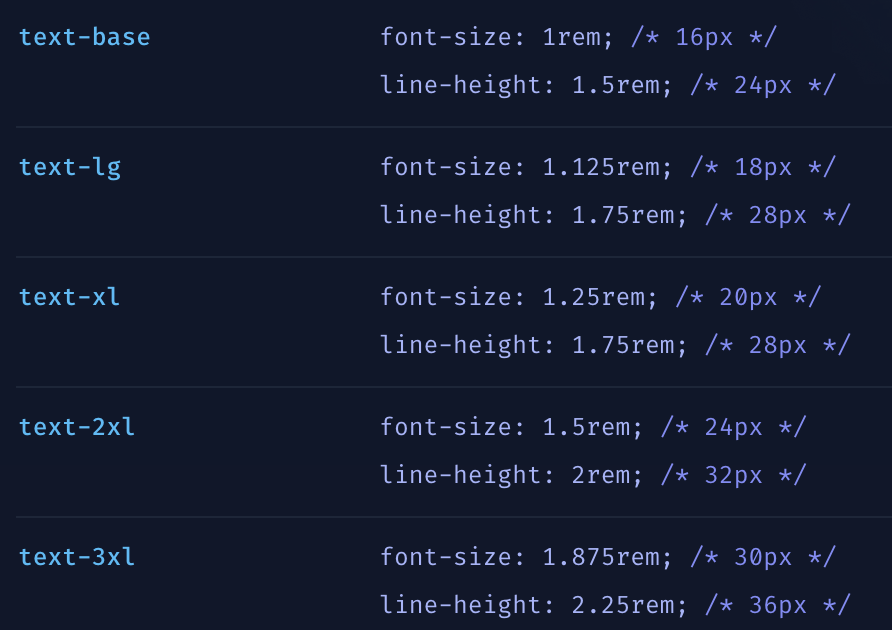 text-base font-size: 1rem; /* 16px */
line-height: 1.5rem; /* 24px */
text-lg font-size: 1.125rem; /* 18px */
line-height: 1.75rem; /* 28px */
text-xl font-size: 1.25rem; /* 20px */
line-height: 1.75rem; /* 28px */
text-2xl font-size: 1.5rem; /* 24px */
line-height: 2rem; /* 32px */
text-3xl font-size: 1.875rem; /* 30px */
line-height: 2.25rem; /* 36px */